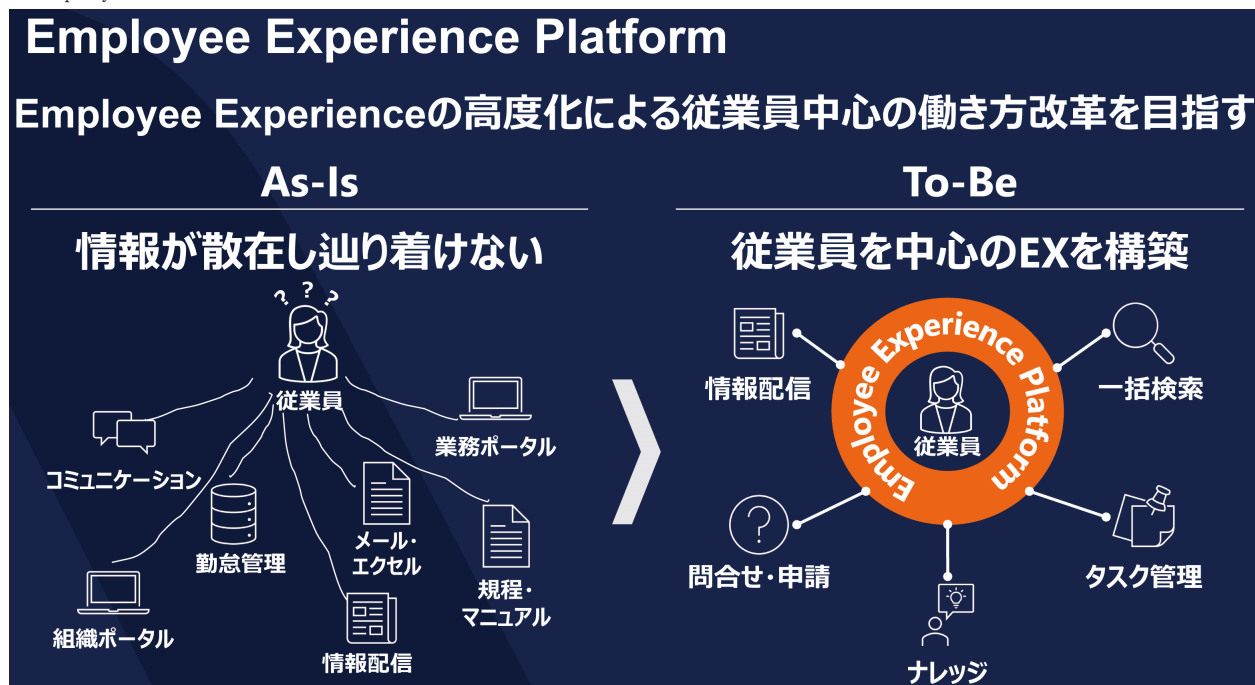 Employee Experience Platform
Employee Experienceの高度化による従業員中心の働き方改革を目指す
As-Is
情報が散在し辿り着けない
? ? ?
従業員
コミュニケーション
業務ポータル
勤怠管理
メール・
エクセル
規程・
マニュアル
組織ポータル
情報配信
To-Be
従業員を中心のEXを構築
Employee Experience Platform
従業員
情報配信
一括検索
?
問合せ・申請
タスク管理
ナレッジ